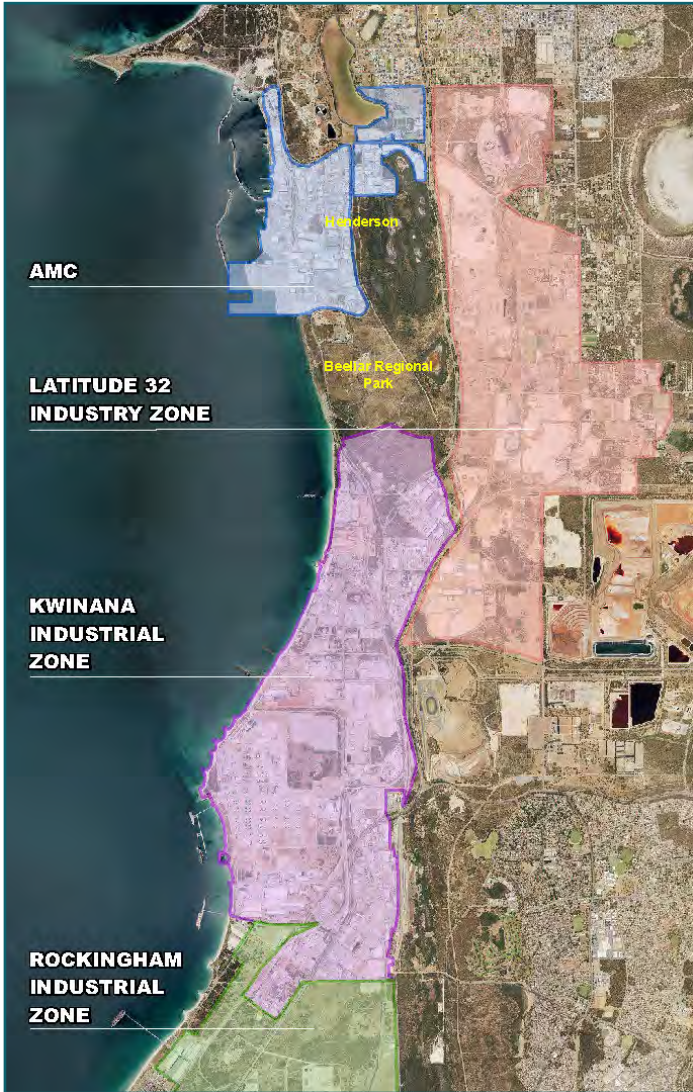 Henderson
AMC
Beeliar Regional
Park
LATITUDE 32
INDUSTRY ZONE
KWINANA
INDUSTRIAL
ZONE
ROCKINGHAM
INDUSTRIAL
ZONE